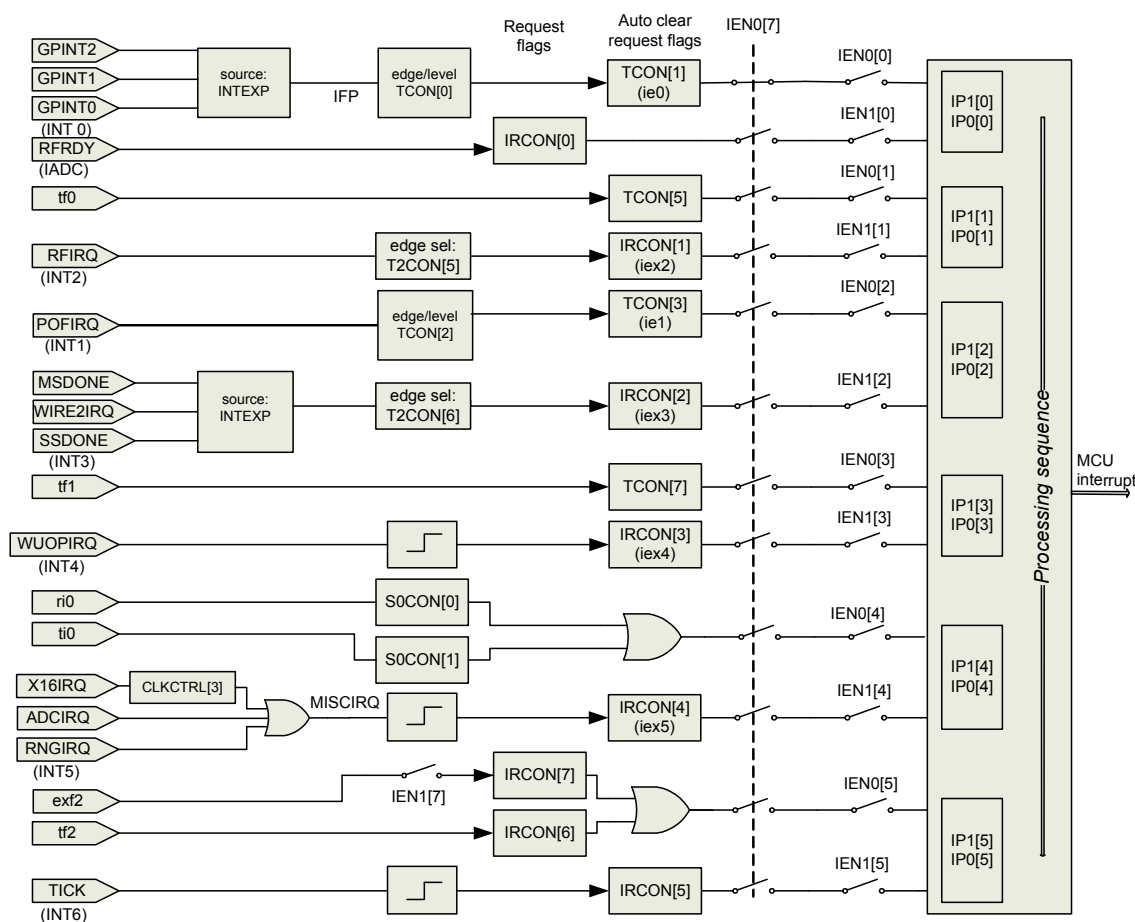 Request
flags
Auto clear
request flags
IEN0[7]
GPINT2
GPINT1
GPINT0
(INT 0)
source:
INTEXP
IFP
edge/level
TCON[0]
TCON[1]
(ie0)
IEN0[0]
IP1[0]
IP0[0]
RFRDY
(IADC)
IRCON[0]
IEN1[0]
tf0
TCON[5]
IEN0[1]
IP1[1]
IP0[1]
RFIRQ
(INT2)
edge sel:
T2CON[5]
IRCON[1]
(iex2)
IEN1[1]
POFIRQ
(INT1)
edge/level
TCON[2]
TCON[3]
(ie1)
IEN0[2]
IP1[2]
IP0[2]
MSDONE
WIRE2IRQ
SSDONE
(INT3)
source:
INTEXP
edge sel:
T2CON[6]
IRCON[2]
(iex3)
IEN1[2]
tf1
TCON[7]
IEN0[3]
IP1[3]
IP0[3]
WUOPIRQ
(INT4)
IRCON[3]
(iex4)
IEN1[3]
Processing sequence
MCU
interrupt
ri0
S0CON[0]
ti0
S0CON[1]
IEN0[4]
IP1[4]
IP0[4]
X16IRQ
CLKCTRL[3]
ADCIRQ
RNGIRQ
(INT5)
MISCIRQ
IRCON[4]
(iex5)
IEN1[4]
exf2
IEN1[7]
IRCON[7]
tf2
IRCON[6]
IEN0[5]
IP1[5]
IP0[5]
TICK
(INT6)
IRCON[5]
IEN1[5]